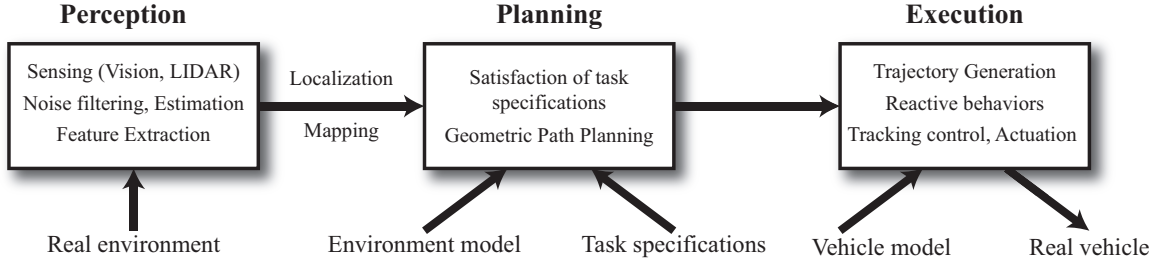 Perception
Planning
Execution
Sensing (Vision, LIDAR)
Noise filtering, Estimation
Feature Extraction
Localization
Mapping
Satisfaction of task
specifications
Geometric Path Planning
Trajectory Generation
Reactive behaviors
Tracking control, Actuation
Real environment
Environment model
Task specifications
Vehicle model
Real vehicle